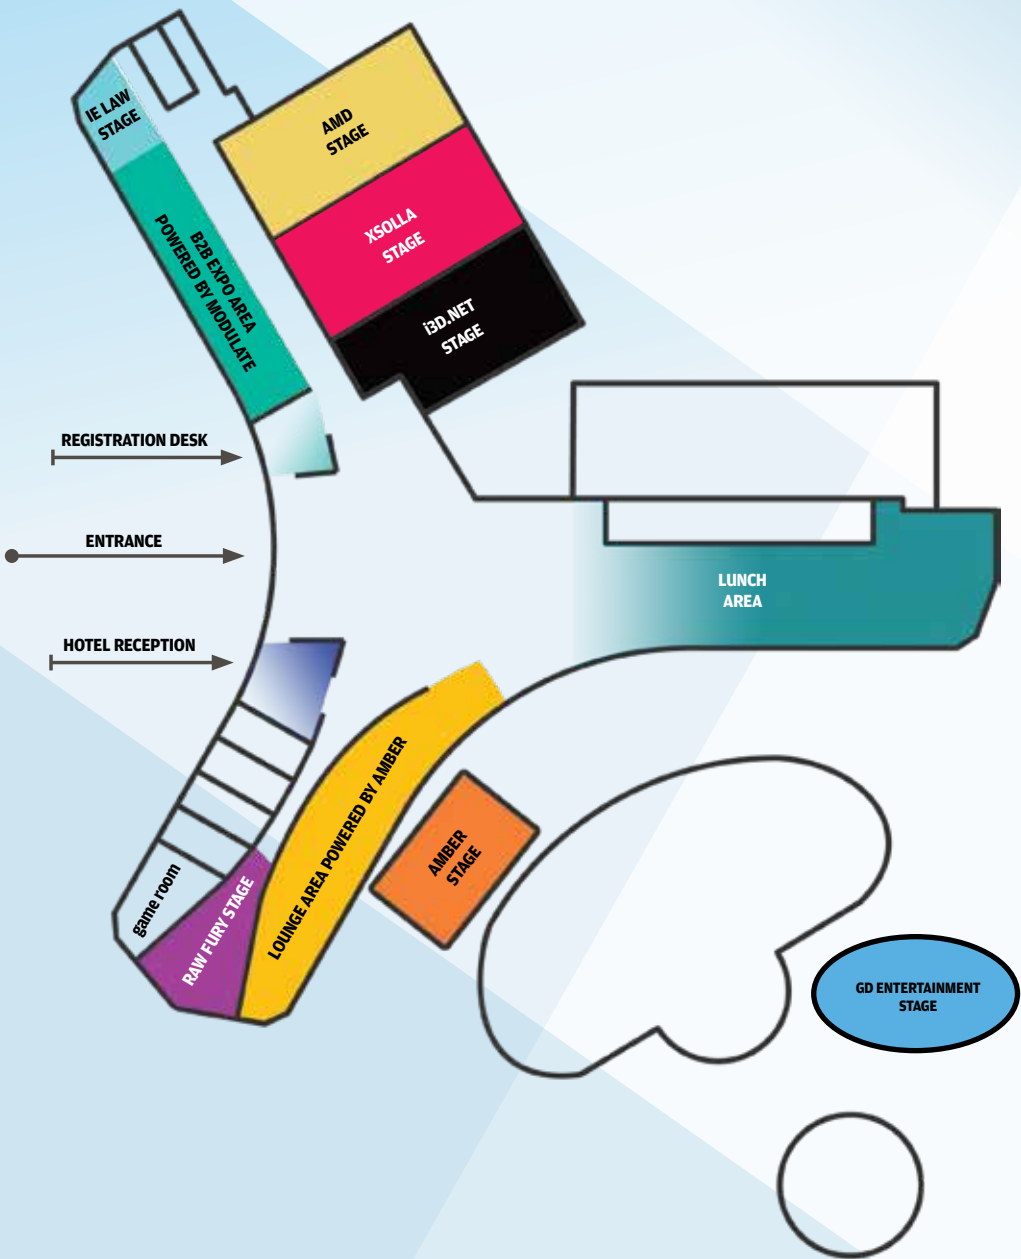 IE LAW
STAGE
AMD
STAGE
XSOLLA
STAGE
i3D.NET
STAGE
B2B EXPO AREA
POWERED BY MODULATE
REGISTRATION DESK
ENTRANCE
HOTEL RECEPTION
LUNCH
AREA
LOUNGE AREA POWERED BY AMBER
AMBER
STAGE
game room
RAW FURY STAGE
GD ENTERTAINMENT
STAGE